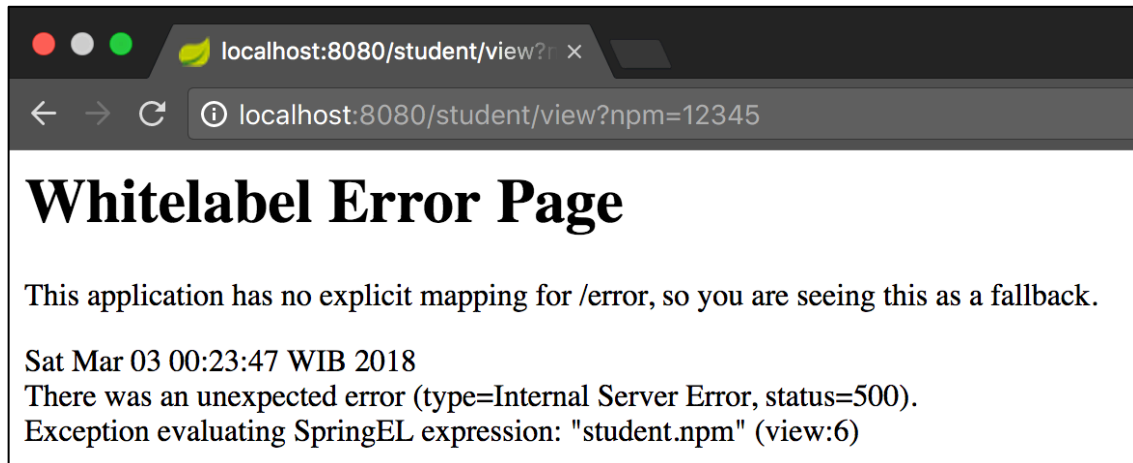 localhost:8080/student/view?
localhost:8080/student/view?npm=12345
Whitelabel Error Page
This application has no explicit mapping for /error, so you are seeing this as a fallback.
Sat Mar 03 00:23:47 WIB 2018
There was an unexpected error (type=Internal Server Error, status=500).
Exception evaluating SpringEL expression: "student.npm" (view:6)